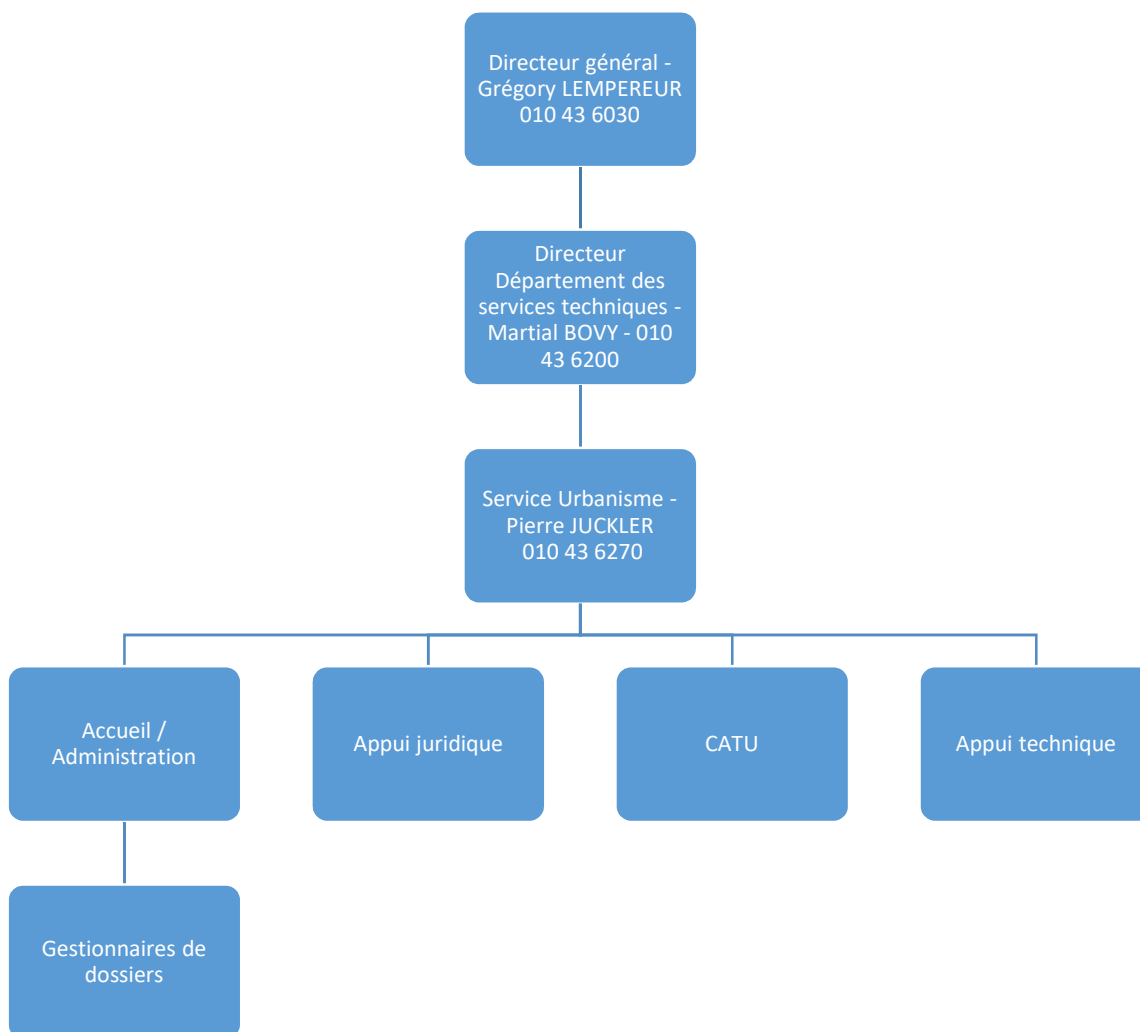 Directeur général -
Grégory LEMPEREUR
010 43 6030
Directeur
Département des
services techniques -
Martial BOVY - 010
43 6200
Service Urbanisme -
Pierre JUCKLER
010 43 6270
Accueil /
Administration
Appui juridique
CATU
Appui technique
Gestionnaires de
dossiers